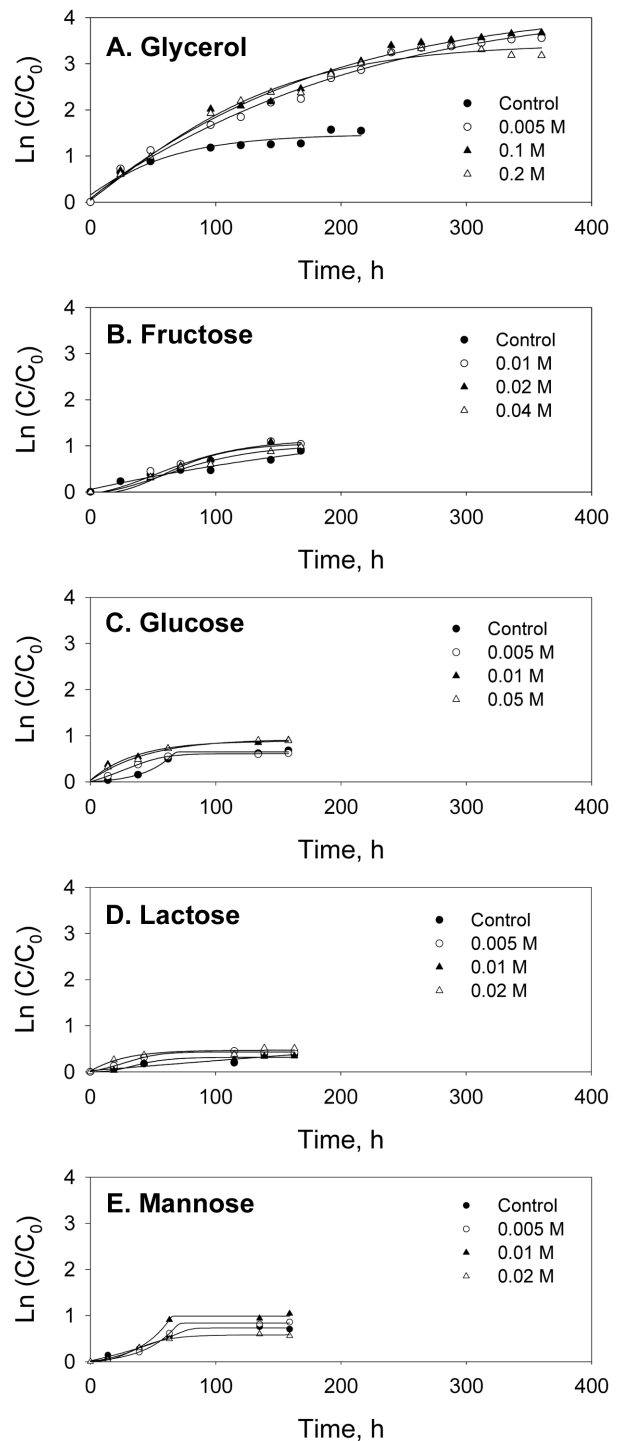 A. Glycerol
Ln (C/C0)
4
3
2
1
0
Control
0.005 M
0.1 M
0.2 M
0 100 200 300 400
Time, h
B. Fructose
Ln (C/C0)
4
3
2
1
0
Control
0.01 M
0.02 M
0.04 M
0 100 200 300 400
Time, h
C. Glucose
Ln (C/C0)
4
3
2
1
0
Control
0.005 M
0.01 M
0.05 M
0 100 200 300 400
Time, h
D. Lactose
Ln (C/C0)
4
3
2
1
0
Control
0.005 M
0.01 M
0.02 M
0 100 200 300 400
Time, h
E. Mannose
Ln (C/C0)
4
3
2
1
0
Control
0.005 M
0.01 M
0.02 M
0 100 200 300 400
Time, h